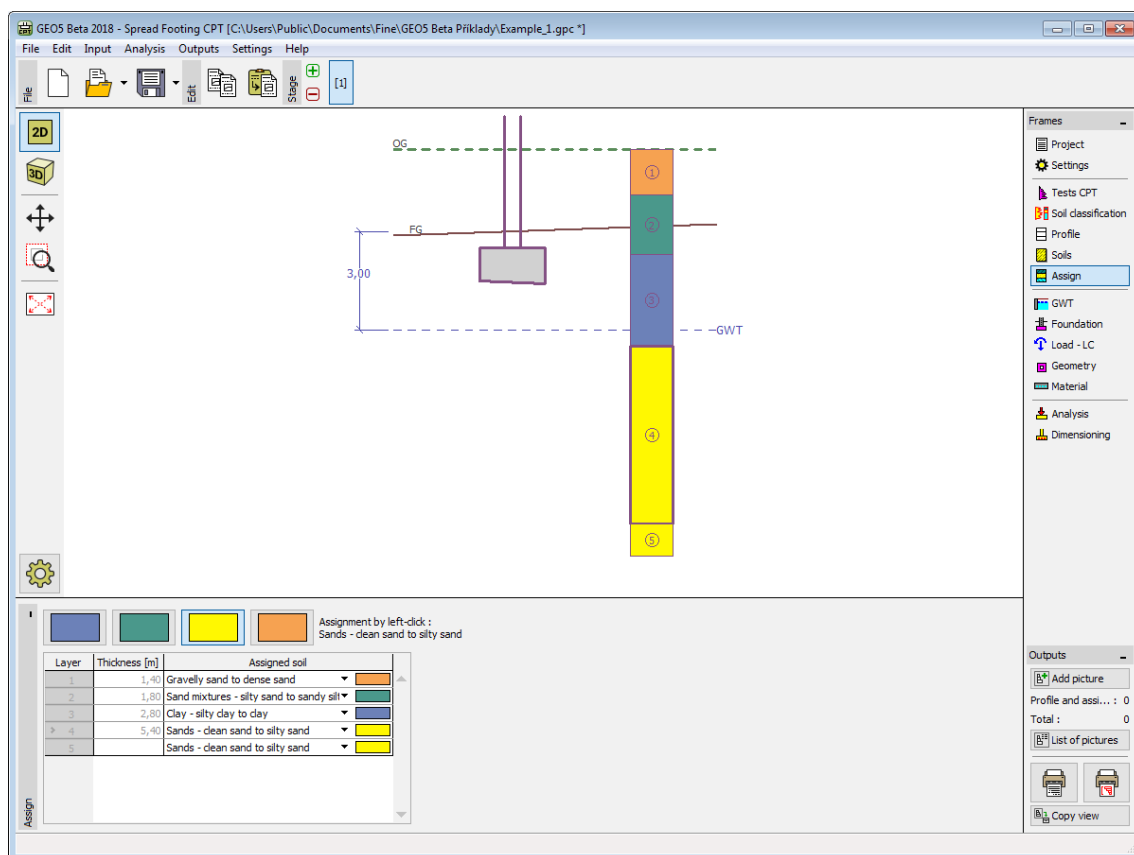 GEO5 Beta 2018 - Spread Footing CPT [C:\Users\Public\Documents\Fine\GEO5 Beta Příklady\Example_1.gpc *]
File Edit Input Analysis Outputs Settings Help
File Edit Stage [1]
2D
3D
OG
FG
3,00
GWT
1
2
3
4
5
Frames
Project
Settings
Tests CPT
Soil classification
Profile
Soils
Assign
GWT
Foundation
Load - LC
Geometry
Material
Analysis
Dimensioning
Assignment by left-click :
Sands - clean sand to silty sand
Layer Thickness [m] Assigned soil
1 1,40 Gravelly sand to dense sand
2 1,80 Sand mixtures - silty sand to sandy silt
3 2,80 Clay - silty clay to clay
4 5,40 Sands - clean sand to silty sand
5 Sands - clean sand to silty sand
Assign
Outputs
Add picture
Profile and assi... : 0
Total : 0
List of pictures
Copy view